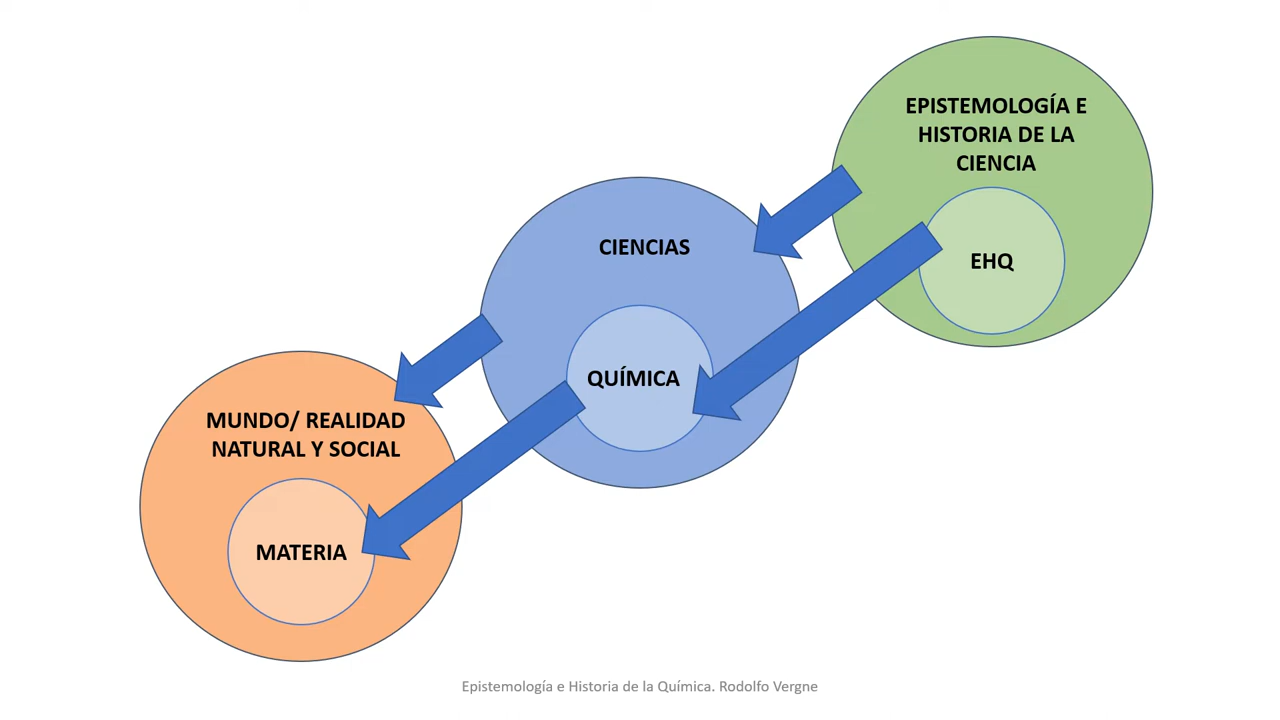 EPISTEMOLOGÍA E
HISTORIA DE LA
CIENCIA
EHQ
CIENCIAS
QUÍMICA
MUNDO/ REALIDAD
NATURAL Y SOCIAL
MATERIA
Epistemología e Historia de la Química. Rodolfo Vergne